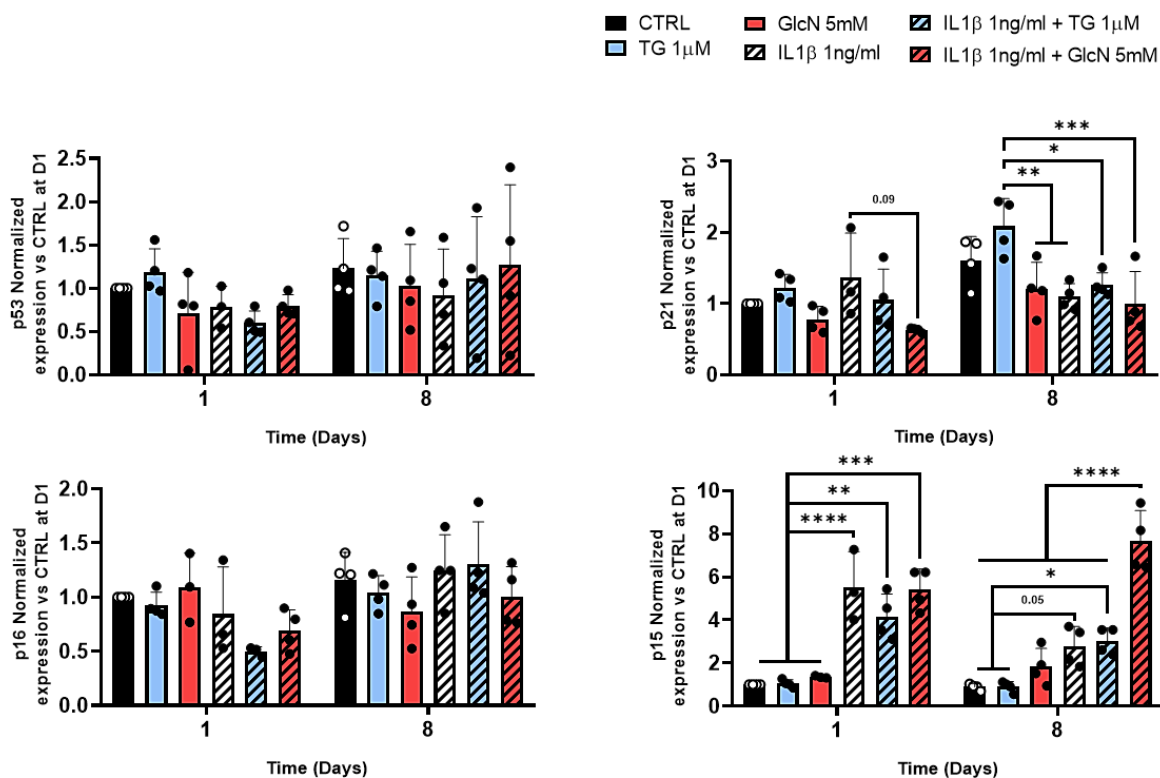 CTRL
TG 1µM
GlcN 5mM
IL1β 1ng/ml
IL1β 1ng/ml + TG 1µM
IL1β 1ng/ml + GlcN 5mM
p53 Normalized
expression vs CTRL at D1
2.5
2.0
1.5
1.0
0.5
0.0
1
8
Time (Days)
p21 Normalized
expression vs CTRL at D1
3
2
1
0
0.09
***
*
**
1
8
Time (Days)
p16 Normalized
expression vs CTRL at D1
2.0
1.5
1.0
0.5
0.0
1
8
Time (Days)
p15 Normalized
expression vs CTRL at D1
10
8
6
4
2
0
***
**
****
****
*
0.05
1
8
Time (Days)